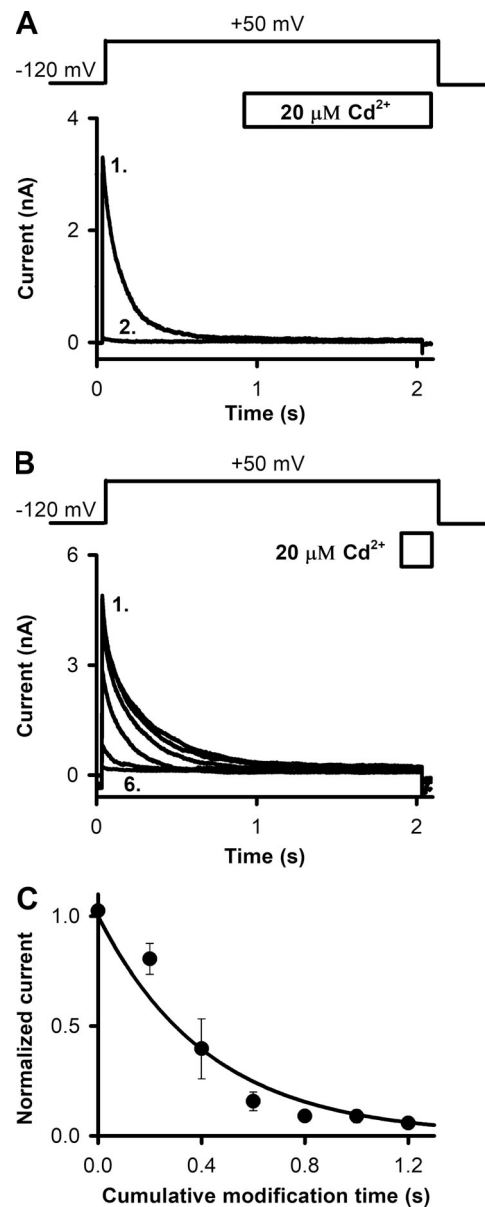 A
+50 mV
-120 mV
20 μM Cd²⁺
Current (nA)
4
2
0
1.
2.
0
1
2
Time (s)
B
+50 mV
-120 mV
20 μM Cd²⁺
Current (nA)
6
3
0
1.
6.
0
1
2
Time (s)
C
Normalized current
1.0
0.5
0.0
0.0
0.4
0.8
1.2
Cumulative modification time (s)